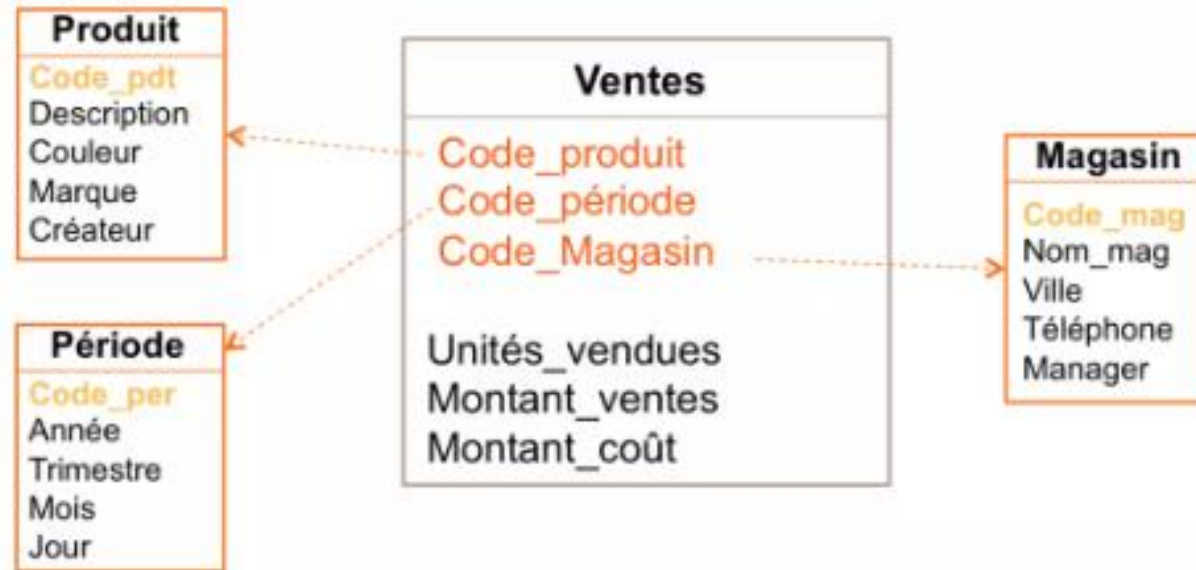 Produit
Code_pdt
Description
Couleur
Marque
Créateur
Période
Code_per
Année
Trimestre
Mois
Jour
Ventes
Code_produit
Code_période
Code_Magasin
Unités_vendues
Montant_ventes
Montant_coût
Magasin
Code_mag
Nom_mag
Ville
Téléphone
Manager